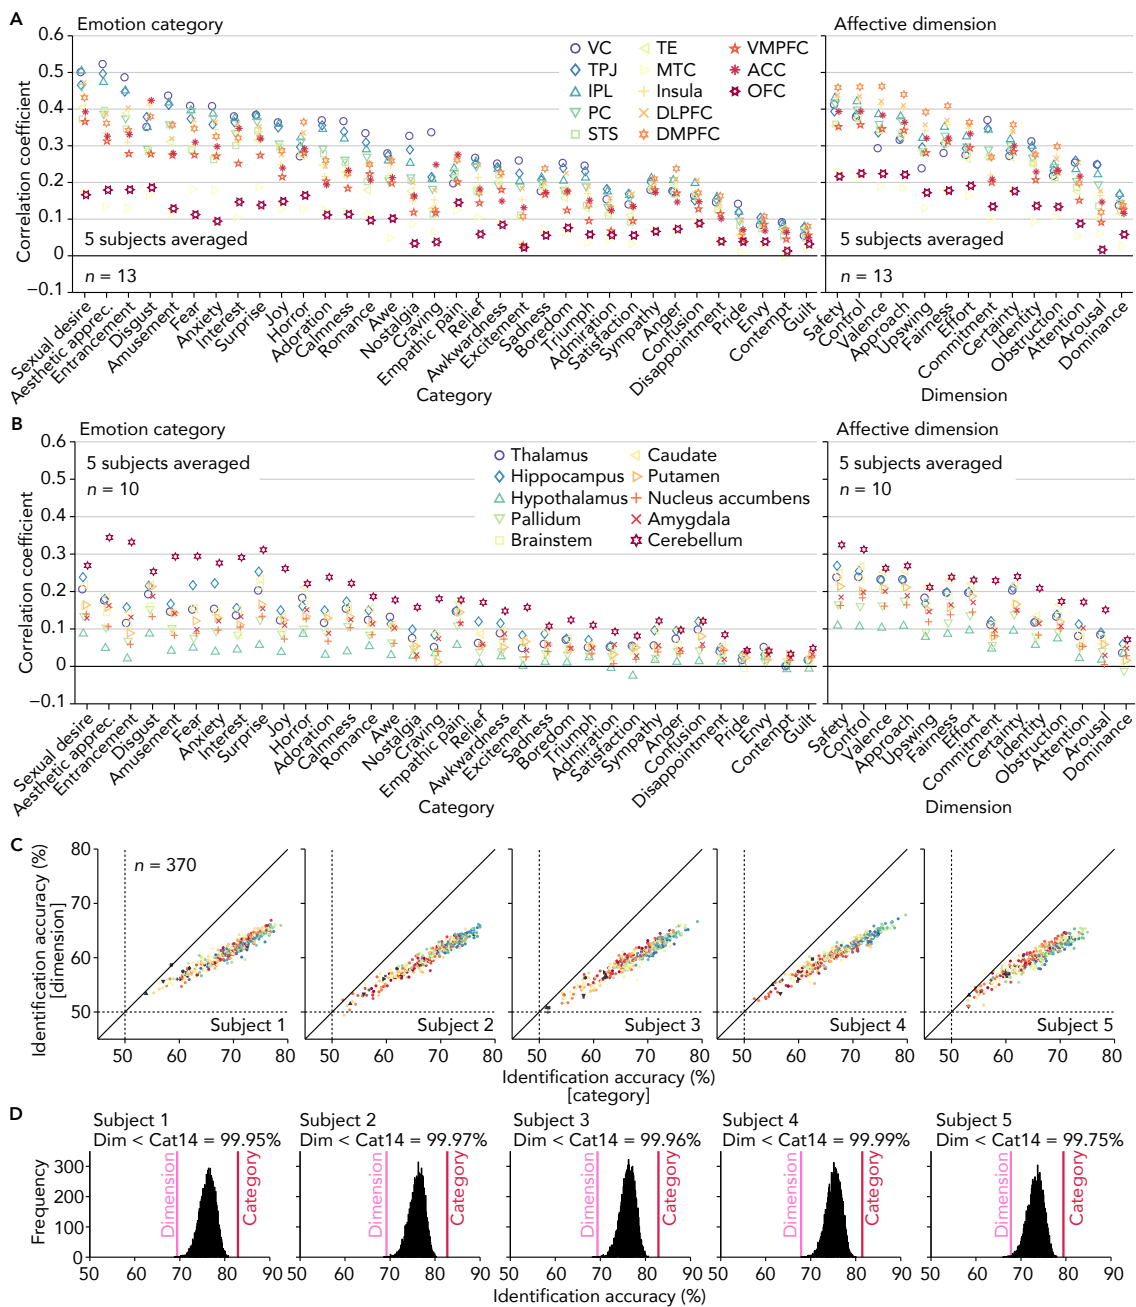 A
Emotion category
Affective dimension
Correlation coefficient
0.6
0.5
0.4
0.3
0.2
0.1
0
−0.1
VC
TPJ
IPL
PC
STS
TE
MTC
Insula
DLPFC
DMPFC
VMPFC
ACC
OFC
5 subjects averaged
n = 13
5 subjects averaged
n = 13
Sexual desire
Aesthetic apprec.
Entrancement
Disgust
Amusement
Fear
Anxiety
Interest
Surprise
Joy
Horror
Adoration
Calmness
Romance
Awe
Nostalgia
Craving
Empathic pain
Relief
Awkwardness
Excitement
Sadness
Boredom
Triumph
Admiration
Satisfaction
Sympathy
Anger
Confusion
Disappointment
Pride
Envy
Contempt
Guilt
Category
Safety
Control
Valence
Approach
Upswing
Fairness
Effort
Commitment
Certainty
Identity
Obstruction
Attention
Arousal
Dominance
Dimension
B
Emotion category
Affective dimension
Correlation coefficient
0.6
0.5
0.4
0.3
0.2
0.1
0
−0.1
5 subjects averaged
n = 10
Thalamus
Hippocampus
Hypothalamus
Pallidum
Brainstem
Caudate
Putamen
Nucleus accumbens
Amygdala
Cerebellum
5 subjects averaged
n = 10
Sexual desire
Aesthetic apprec.
Entrancement
Disgust
Amusement
Fear
Anxiety
Interest
Surprise
Joy
Horror
Adoration
Calmness
Romance
Awe
Nostalgia
Craving
Empathic pain
Relief
Awkwardness
Excitement
Sadness
Boredom
Triumph
Admiration
Satisfaction
Sympathy
Anger
Confusion
Disappointment
Pride
Envy
Contempt
Guilt
Category
Safety
Control
Valence
Approach
Upswing
Fairness
Effort
Commitment
Certainty
Identity
Obstruction
Attention
Arousal
Dominance
Dimension
C
Identification accuracy (%)
[dimension]
80
70
60
50
n = 370
Subject 1
Subject 2
Subject 3
Subject 4
Subject 5
50 60 70 80
50 60 70 80
50 60 70 80
50 60 70 80
50 60 70 80
Identification accuracy (%)
[category]
D
Subject 1
Dim < Cat14 = 99.95%
Subject 2
Dim < Cat14 = 99.97%
Subject 3
Dim < Cat14 = 99.96%
Subject 4
Dim < Cat14 = 99.99%
Subject 5
Dim < Cat14 = 99.75%
Frequency
300
200
100
0
Dimension
Category
Dimension
Category
Dimension
Category
Dimension
Category
Dimension
Category
50 60 70 80 90
50 60 70 80 90
50 60 70 80 90
50 60 70 80 90
50 60 70 80 90
Identification accuracy (%)